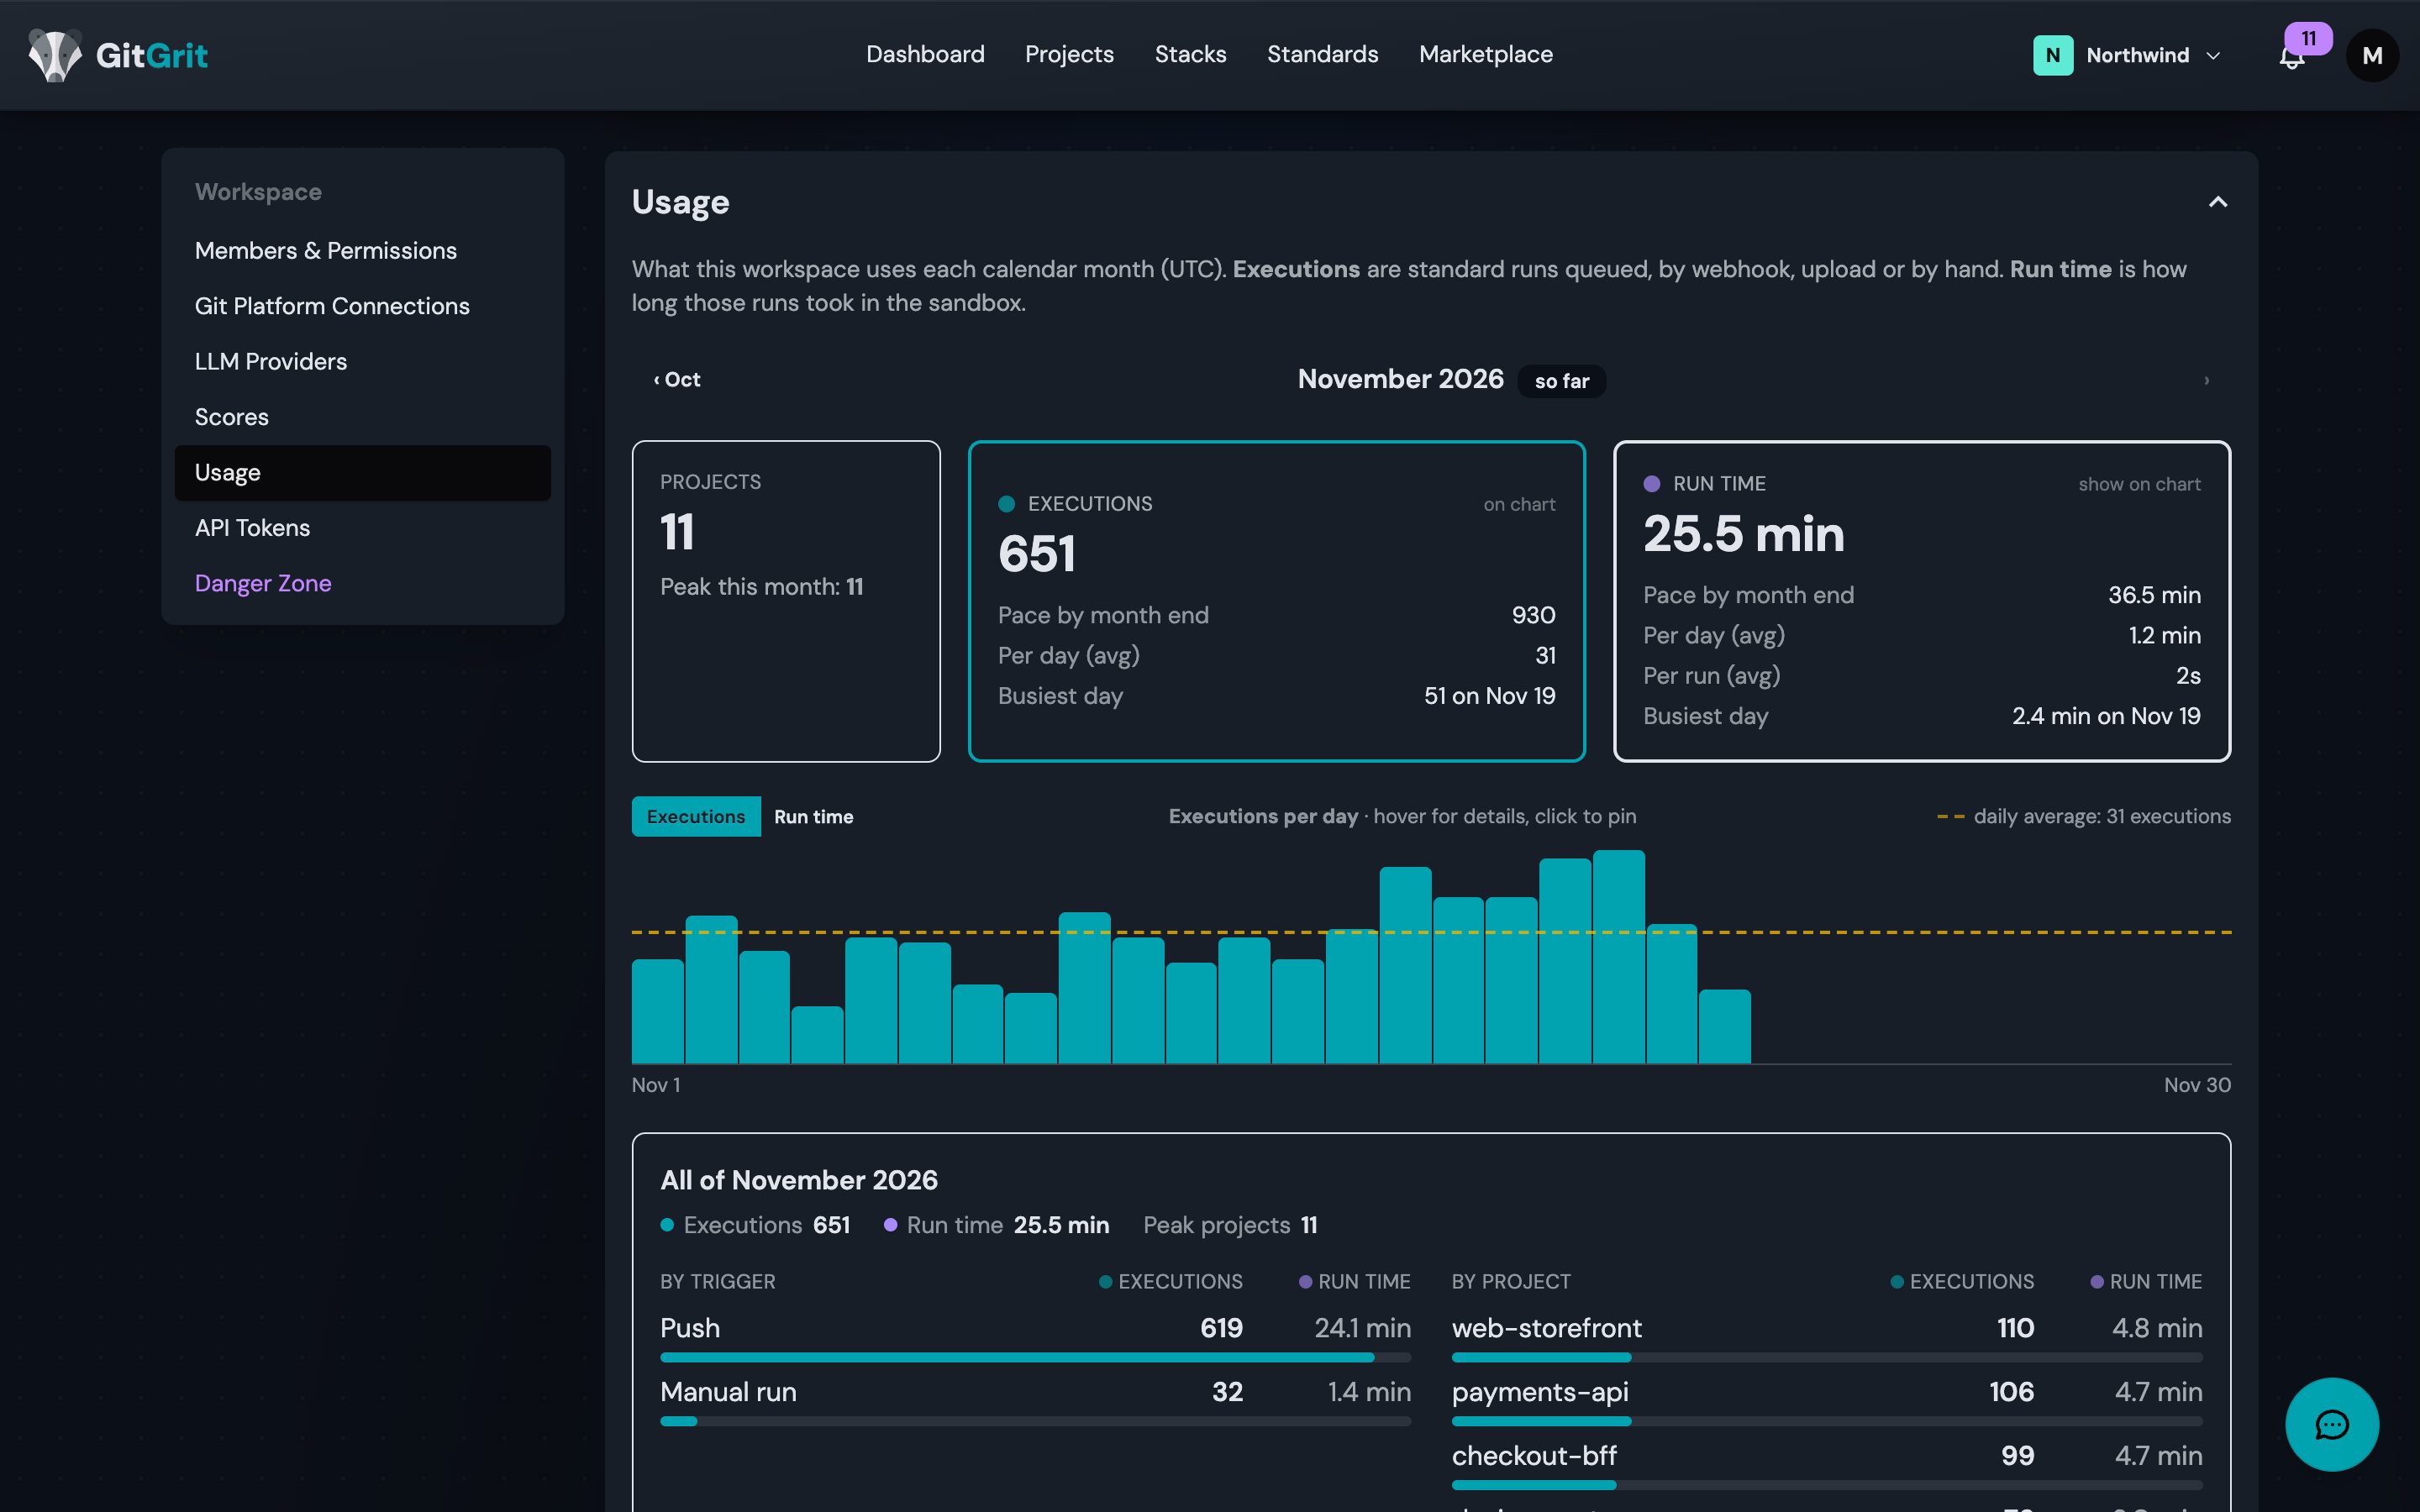 GitGrit
Dashboard
Projects
Stacks
Standards
Marketplace
N
Northwind
11
M
Workspace
Members & Permissions
Git Platform Connections
LLM Providers
Scores
Usage
API Tokens
Danger Zone
Usage
What this workspace uses each calendar month (UTC). Executions are standard runs queued, by webhook, upload or by hand. Run time is how
long those runs took in the sandbox.
‹ Oct
November 2026 so far
›
PROJECTS
11
Peak this month: 11
EXECUTIONS on chart
651
Pace by month end 930
Per day (avg) 31
Busiest day 51 on Nov 19
RUN TIME show on chart
25.5 min
Pace by month end 36.5 min
Per day (avg) 1.2 min
Per run (avg) 2s
Busiest day 2.4 min on Nov 19
Executions Run time
Executions per day · hover for details, click to pin
daily average: 31 executions
Nov 1
Nov 30
All of November 2026
Executions 651 Run time 25.5 min Peak projects 11
BY TRIGGER EXECUTIONS RUN TIME
Push 619 24.1 min
Manual run 32 1.4 min
BY PROJECT EXECUTIONS RUN TIME
web-storefront 110 4.8 min
payments-api 106 4.7 min
checkout-bff 99 4.7 min